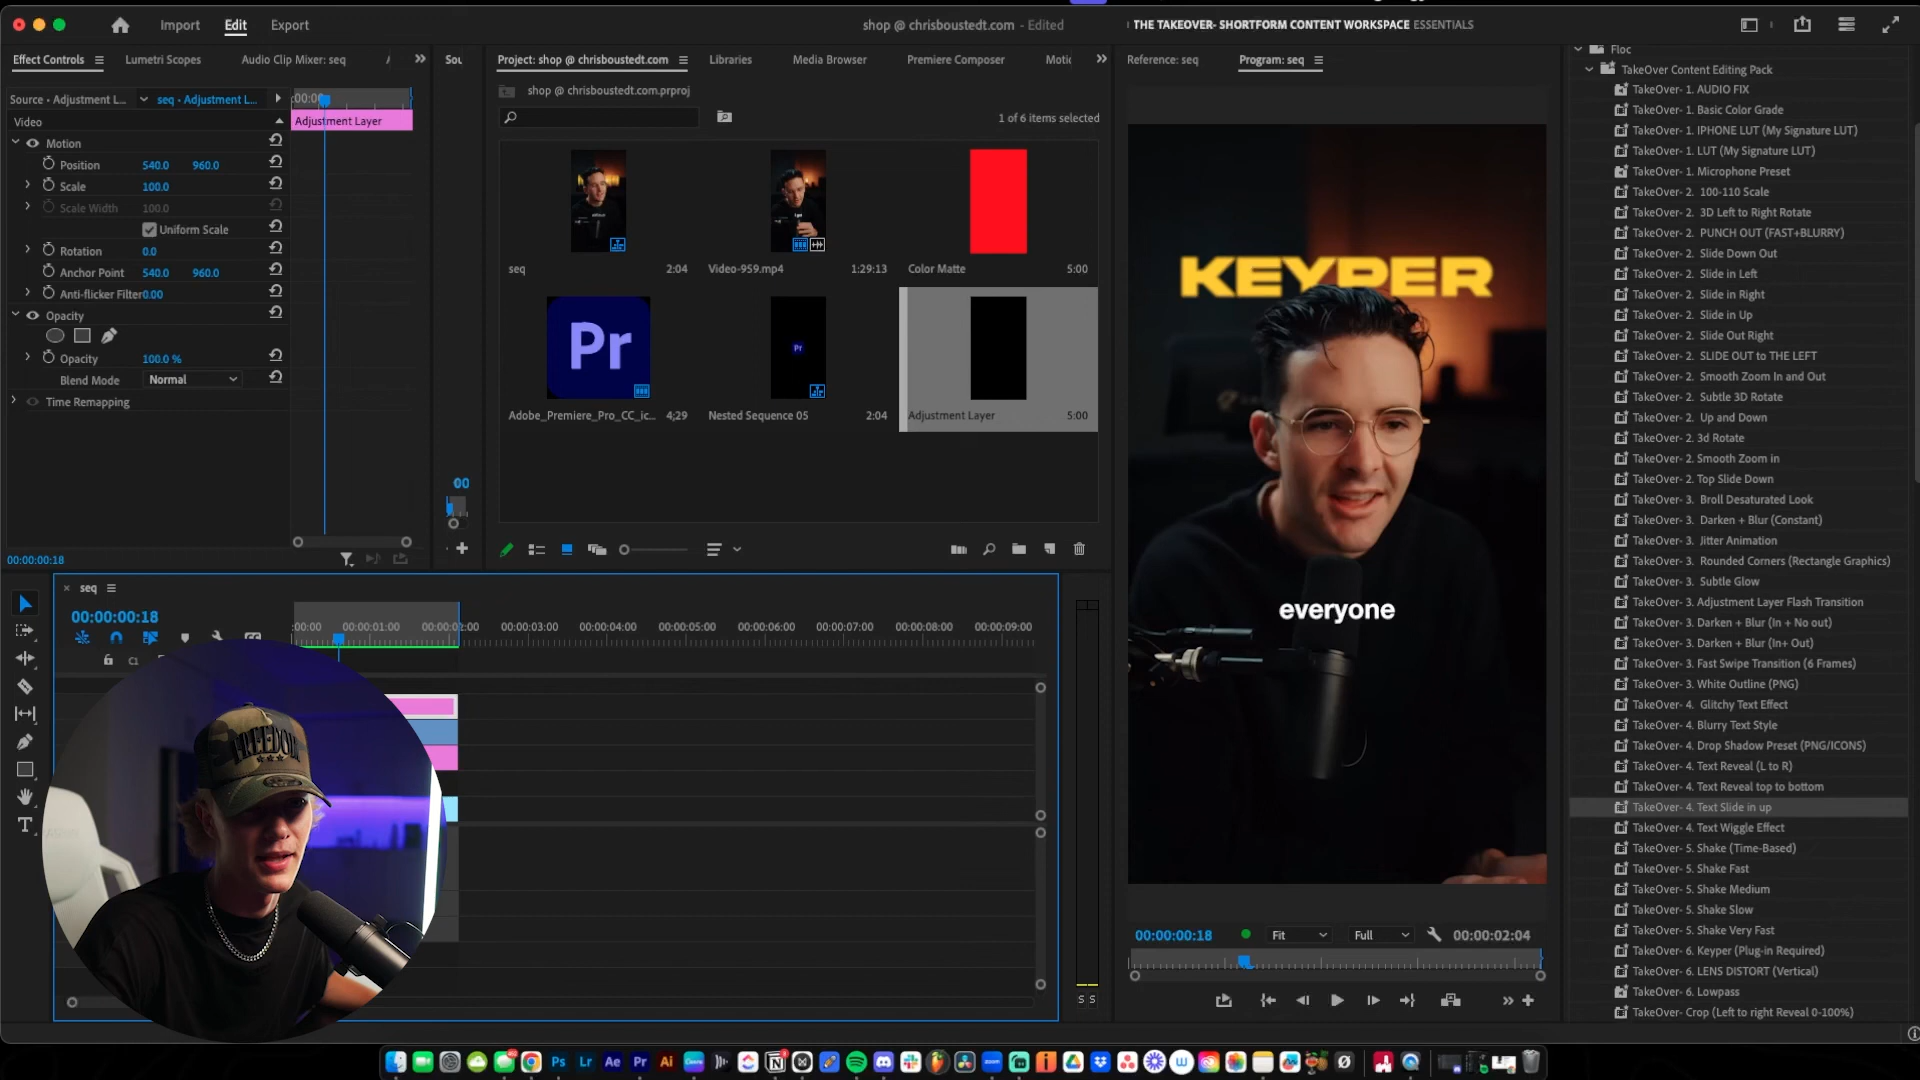 Import
Edit
Export
shop @ chrisboustedt.com - Edited
THE TAKEOVER- SHORTFORM CONTENT WORKSPACE
ESSENTIALS
Effect Controls
Lumetri Scopes
Audio Clip Mixer: seq
Sou
Project: shop @ chrisboustedt.com
Libraries
Media Browser
Premiere Composer
Motic
Reference: seq
Program: seq
Source • Adjustment L...
seq • Adjustment L...
:00:00
Video
Adjustment Layer
Motion
Position 540.0 960.0
Scale 100.0
Scale Width 100.0
Uniform Scale
Rotation 0.0
Anchor Point 540.0 960.0
Anti-flicker Filter 0.00
Opacity
Opacity 100.0 %
Blend Mode Normal
Time Remapping
00:00:00:18
00
shop @ chrisboustedt.com.prproj
1 of 6 items selected
seq 2:04
Video-959.mp4 1:29:13
Color Matte 5:00
Pr
Pr
Adobe_Premiere_Pro_CC_ic... 4;29
Nested Sequence 05 2:04
Adjustment Layer 5:00
KEYPER
everyone
00:00:00:18
Fit
Full
00:00:02:04
seq
00:00:00:18
:00:00
00:00:01:00
00:00:02:00
00:00:03:00
00:00:04:00
00:00:05:00
00:00:06:00
00:00:07:00
00:00:08:00
00:00:09:00
C1
FREEDOM
S S
Floc
TakeOver Content Editing Pack
TakeOver- 1. AUDIO FIX
TakeOver- 1. Basic Color Grade
TakeOver- 1. IPHONE LUT (My Signature LUT)
TakeOver- 1. LUT (My Signature LUT)
TakeOver- 1. Microphone Preset
TakeOver- 2. 100-110 Scale
TakeOver- 2. 3D Left to Right Rotate
TakeOver- 2. PUNCH OUT (FAST+BLURRY)
TakeOver- 2. Slide Down Out
TakeOver- 2. Slide in Left
TakeOver- 2. Slide in Right
TakeOver- 2. Slide in Up
TakeOver- 2. Slide Out Right
TakeOver- 2. SLIDE OUT to THE LEFT
TakeOver- 2. Smooth Zoom In and Out
TakeOver- 2. Subtle 3D Rotate
TakeOver- 2. Up and Down
TakeOver- 2. 3d Rotate
TakeOver- 2. Smooth Zoom in
TakeOver- 2. Top Slide Down
TakeOver- 3. Broll Desaturated Look
TakeOver- 3. Darken + Blur (Constant)
TakeOver- 3. Jitter Animation
TakeOver- 3. Rounded Corners (Rectangle Graphics)
TakeOver- 3. Subtle Glow
TakeOver- 3. Adjustment Layer Flash Transition
TakeOver- 3. Darken + Blur (In + No out)
TakeOver- 3. Darken + Blur (In+ Out)
TakeOver- 3. Fast Swipe Transition (6 Frames)
TakeOver- 3. White Outline (PNG)
TakeOver- 4. Glitchy Text Effect
TakeOver- 4. Blurry Text Style
TakeOver- 4. Drop Shadow Preset (PNG/ICONS)
TakeOver- 4. Text Reveal (L to R)
TakeOver- 4. Text Reveal top to bottom
TakeOver- 4. Text Slide in up
TakeOver- 4. Text Wiggle Effect
TakeOver- 5. Shake (Time-Based)
TakeOver- 5. Shake Fast
TakeOver- 5. Shake Medium
TakeOver- 5. Shake Slow
TakeOver- 5. Shake Very Fast
TakeOver- 6. Keyper (Plug-in Required)
TakeOver- 6. LENS DISTORT (Vertical)
TakeOver- 6. Lowpass
TakeOver- Crop (Left to right Reveal 0-100%)
Ps
Lr
Ae
Pr
Ai